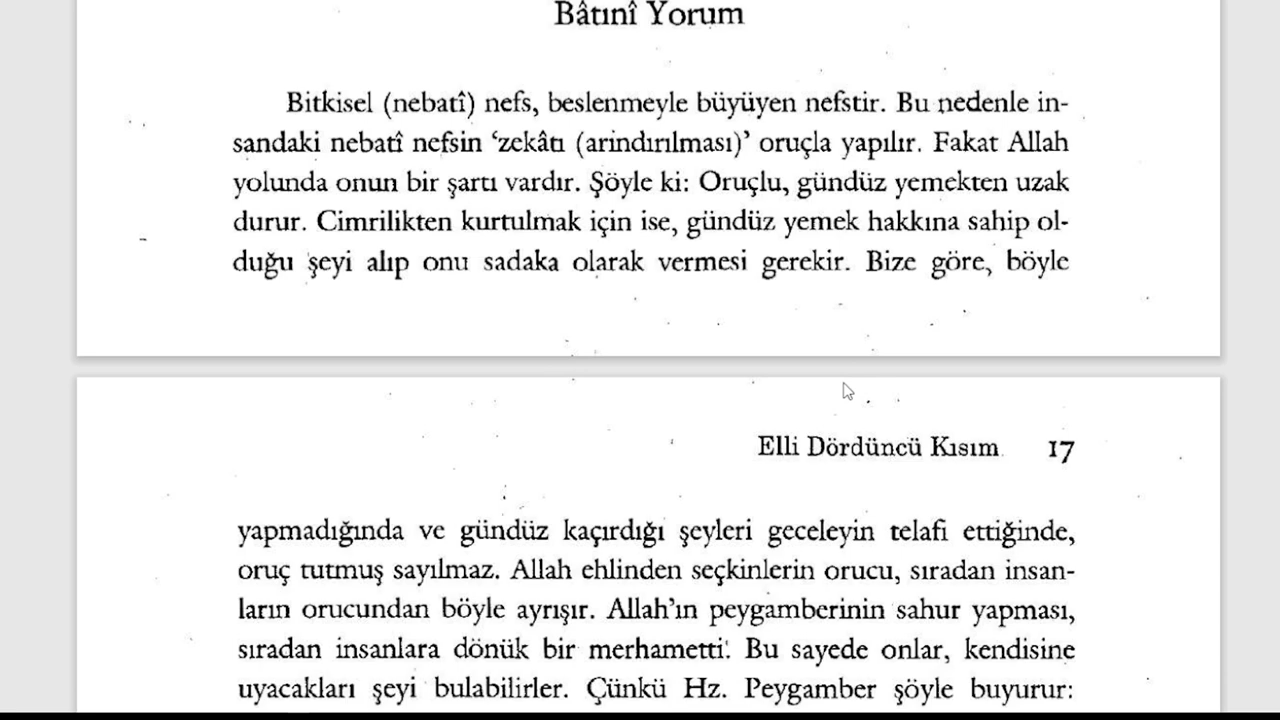 Bâtınî Yorum
Bitkisel (nebatî) nefs, beslenmeyle büyüyen nefstir. Bu nedenle in-
sandaki nebatî nefsin ‘zekâtı (arindırılması)’ oruçla yapılır. Fakat Allah
yolunda onun bir şartı vardır. Şöyle ki: Oruçlu, gündüz yemekten uzak
durur. Cimrilikten kurtulmak için ise, gündüz yemek hakkına sahip ol-
duğu şeyi alıp onu sadaka olarak vermesi gerekir. Bize göre, böyle
Elli Dördüncü Kısım 17
yapmadığında ve gündüz kaçırdığı şeyleri geceleyin telafi ettiğinde,
oruç tutmuş sayılmaz. Allah ehlinden seçkinlerin orucu, sıradan insan-
ların orucundan böyle ayrışır. Allah’ın peygamberinin sahur yapması,
sıradan insanlara dönük bir merhametti. Bu sayede onlar, kendisine
uyacakları şeyi bulabilirler. Çünkü Hz. Peygamber şöyle buyurur: